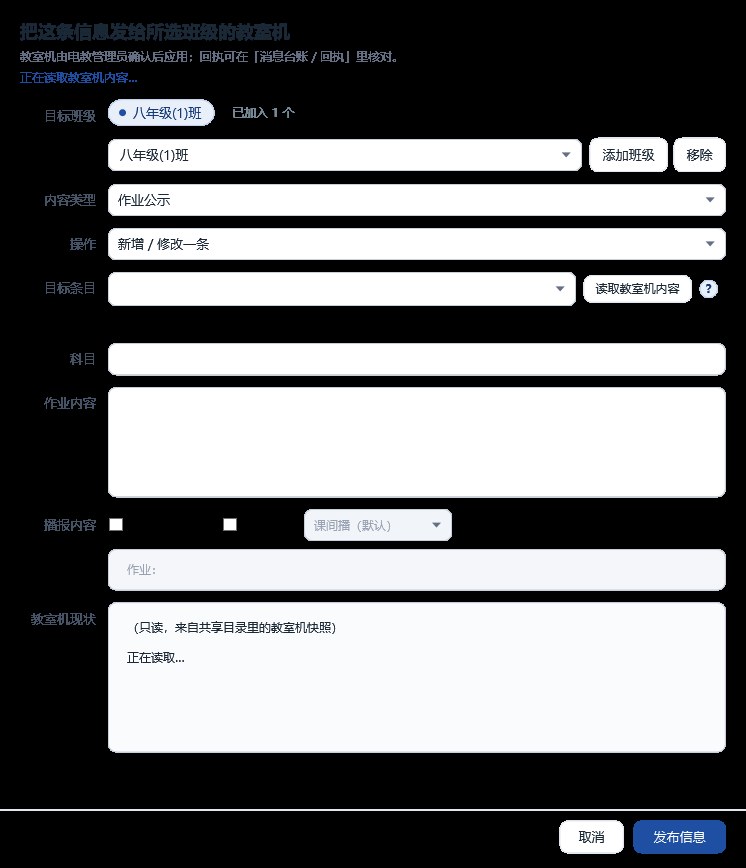 把这条信息发给所选班级的教室机
教室机由电教管理员确认后应用；回执可在「消息台账 / 回执」里核对。
正在读取教室机内容...
目标班级 八年级(1)班 已加入 1 个
八年级(1)班 添加班级 移除
内容类型 作业公示
操作 新增 / 修改一条
目标条目 读取教室机内容 ?
科目
作业内容
播报内容 课间播（默认）
作业：
教室机现状
（只读，来自共享目录里的教室机快照）
正在读取...
取消 发布信息